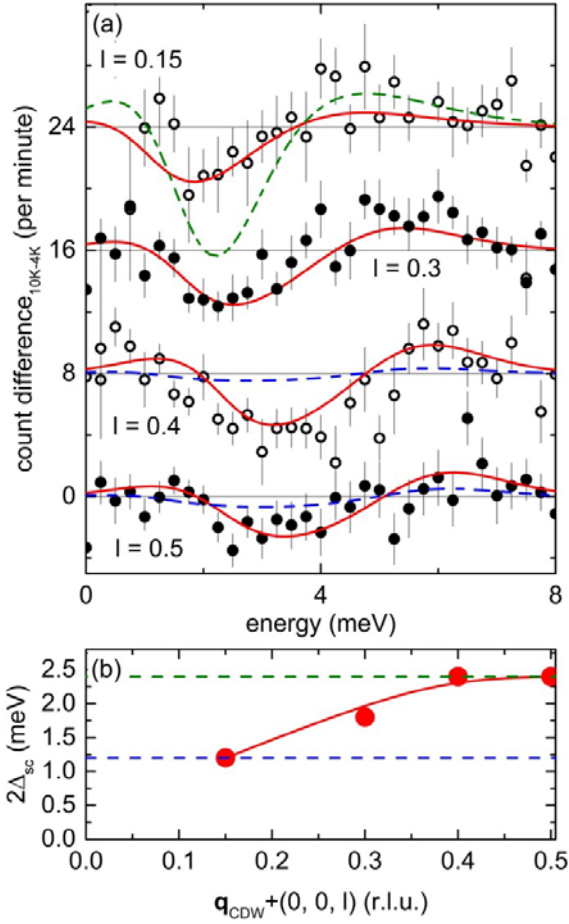 (a)
l = 0.15
24
16
l = 0.3
8
l = 0.4
0
l = 0.5
count difference10K-4K (per minute)
0 2 4 6 8
energy (meV)
(b)
2.5
2.0
1.5
1.0
0.5
0.0
2Δsc (meV)
0.0 0.1 0.2 0.3 0.4 0.5
qCDW+(0, 0, l) (r.l.u.)